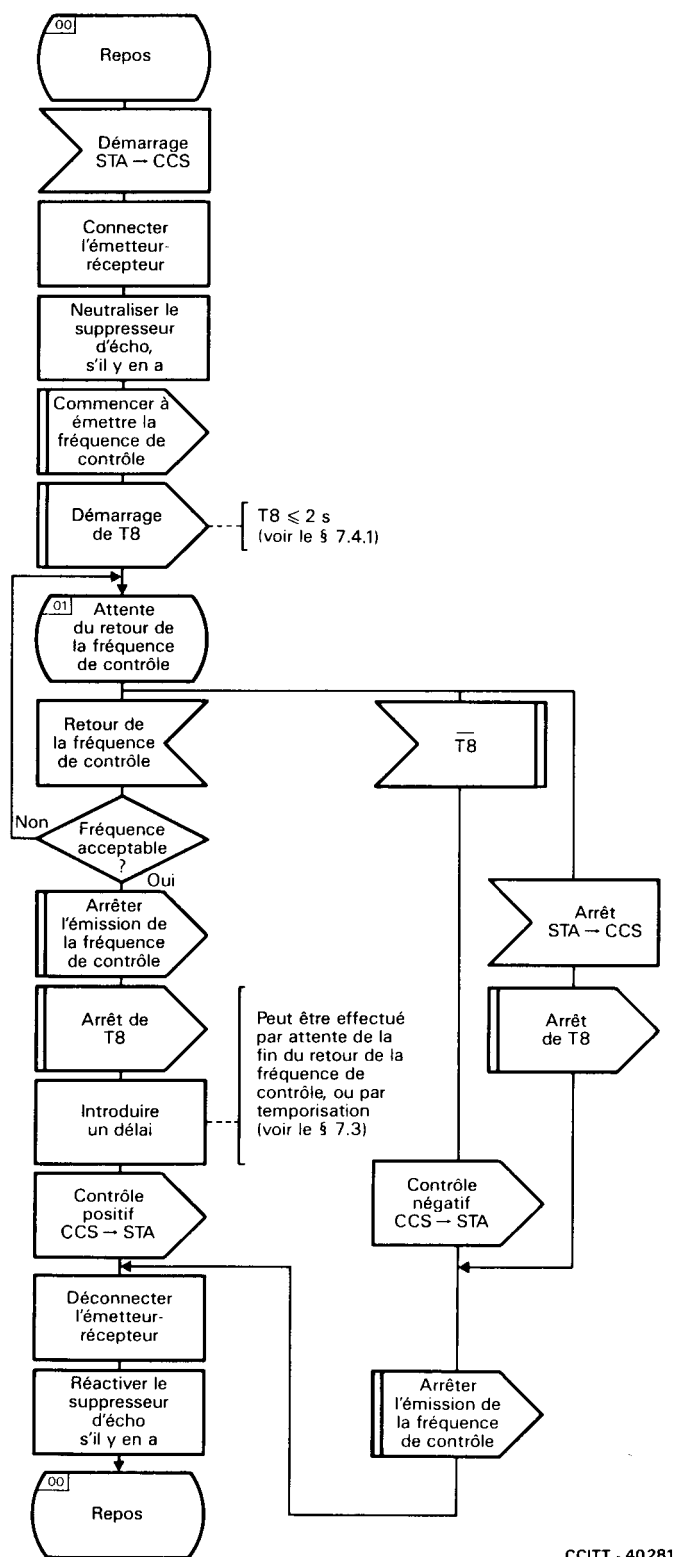 00
Repos
Démarrage
STA → CCS
Connecter
l'émetteur-
récepteur
Neutraliser le
suppresseur
d'écho,
s'il y en a
Commencer à
émettre la
fréquence de
contrôle
Démarrage
de T8
T8 ⩽ 2 s
(voir le § 7.4.1)
01
Attente
du retour de
la fréquence
de contrôle
Retour de
la fréquence
de contrôle
T8
Non
Fréquence
acceptable
?
Oui
Arrêter
l'émission de
la fréquence
de contrôle
Arrêt
STA → CCS
Arrêt de
T8
Arrêt
de T8
Introduire
un délai
Peut être effectué
par attente de la
fin du retour de la
fréquence de
contrôle, ou par
temporisation
(voir le § 7.3)
Contrôle
positif
CCS → STA
Contrôle
négatif
CCS → STA
Déconnecter
l'émetteur-
récepteur
Réactiver le
suppresseur
d'écho
s'il y en a
Arrêter
l'émission de
la fréquence
de contrôle
00
Repos
CCITT - 40281